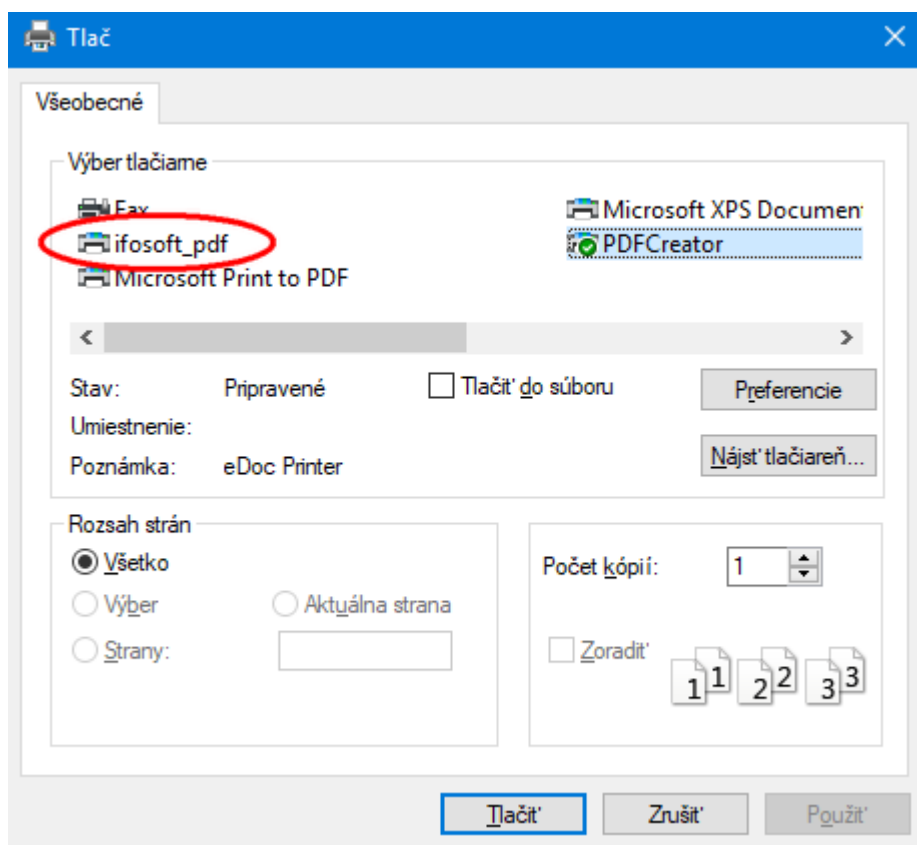 Tlač
Všeobecné
Výber tlačiarne
Fax
ifosoft_pdf
Microsoft Print to PDF
Microsoft XPS Documen
PDFCreator
Stav: Pripravené
Tlačiť do súboru
Preferencie
Umiestnenie:
Poznámka: eDoc Printer
Nájsť tlačiareň...
Rozsah strán
Všetko
Výber
Aktuálna strana
Strany:
Počet kópií: 1
Zoradiť
1 1 2 2 3 3
Tlačiť
Zrušiť
Použiť